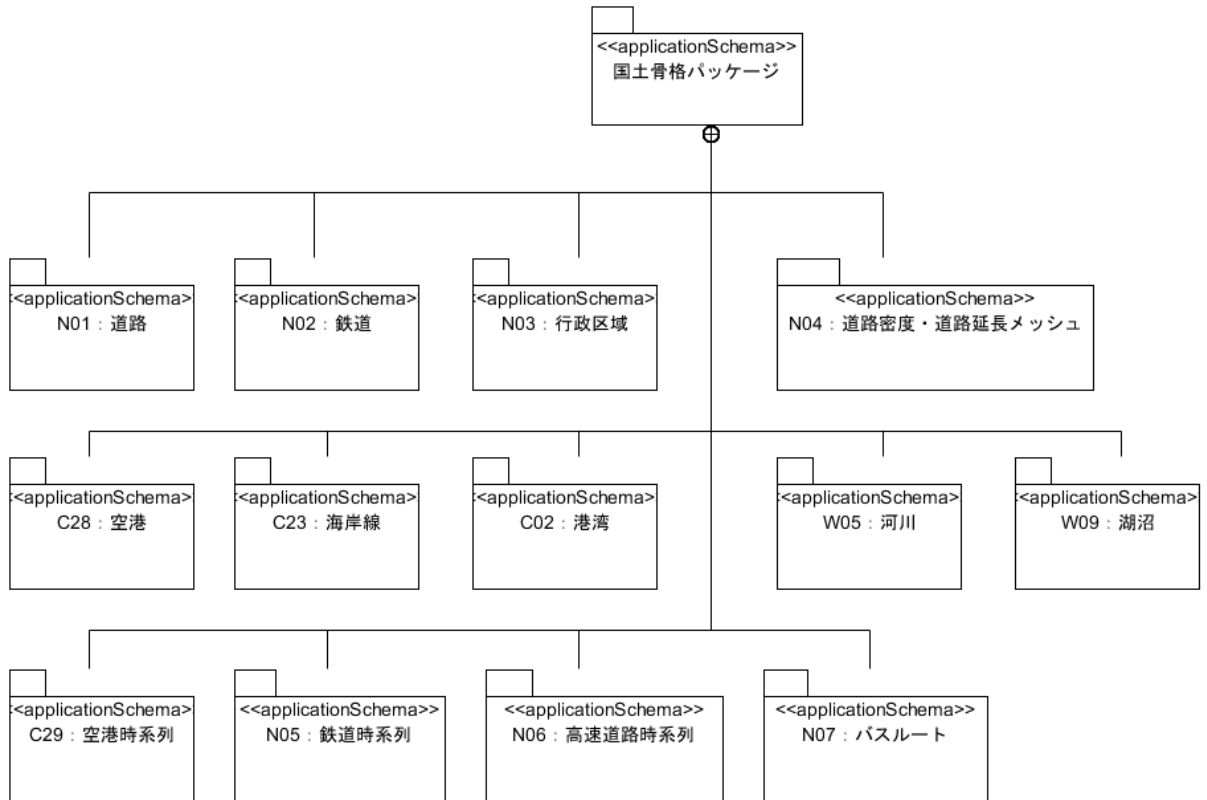 <<applicationSchema>>
国土骨格パッケージ
<<applicationSchema>
N01：道路
<<applicationSchema>
N02：鉄道
<<applicationSchema>
N03：行政区域
<<applicationSchema>>
N04：道路密度・道路延長メッシュ
<<applicationSchema>
C28：空港
<<applicationSchema>
C23：海岸線
<<applicationSchema>
C02：港湾
<<applicationSchema>
W05：河川
<<applicationSchema>
W09：湖沼
<<applicationSchema>
C29：空港時系列
<<applicationSchema>>
N05：鉄道時系列
<<applicationSchema>>
N06：高速道路時系列
<<applicationSchema>>
N07：バスルート